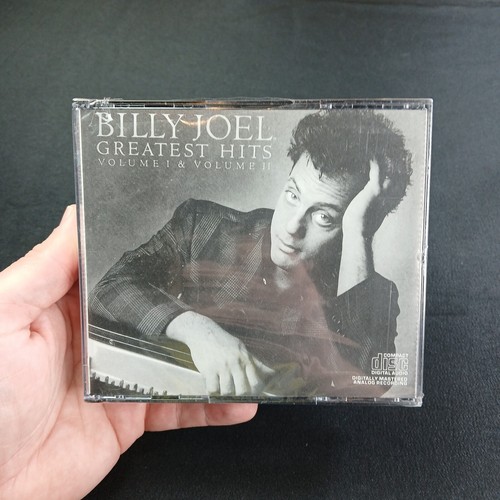 BILLY JOEL
GREATEST HITS
VOLUME I & VOLUME II
COMPACT
disc
DIGITAL AUDIO
DIGITALLY MASTERED
ANALOG RECORDING